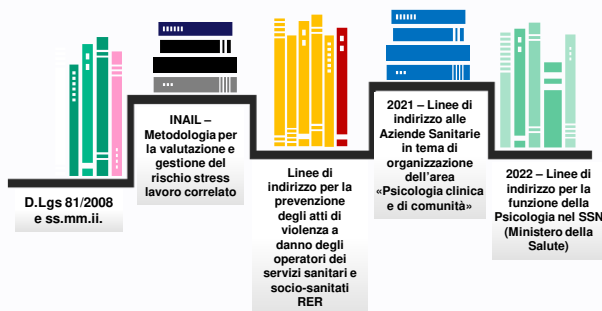 D.Lgs 81/2008
e ss.mm.ii.
INAIL –
Metodologia per
la valutazione e
gestione del
rischio stress
lavoro correlato
Linee di
indirizzo per la
prevenzione
degli atti di
violenza a
danno degli
operatori dei
servizi sanitari e
socio-sanitati
RER
2021 – Linee di
indirizzo alle
Aziende Sanitarie
in tema di
organizzazione
dell'area
«Psicologia clinica
e di comunità»
2022 – Linee di
indirizzo per la
funzione della
Psicologia nel SSN
(Ministero della
Salute)